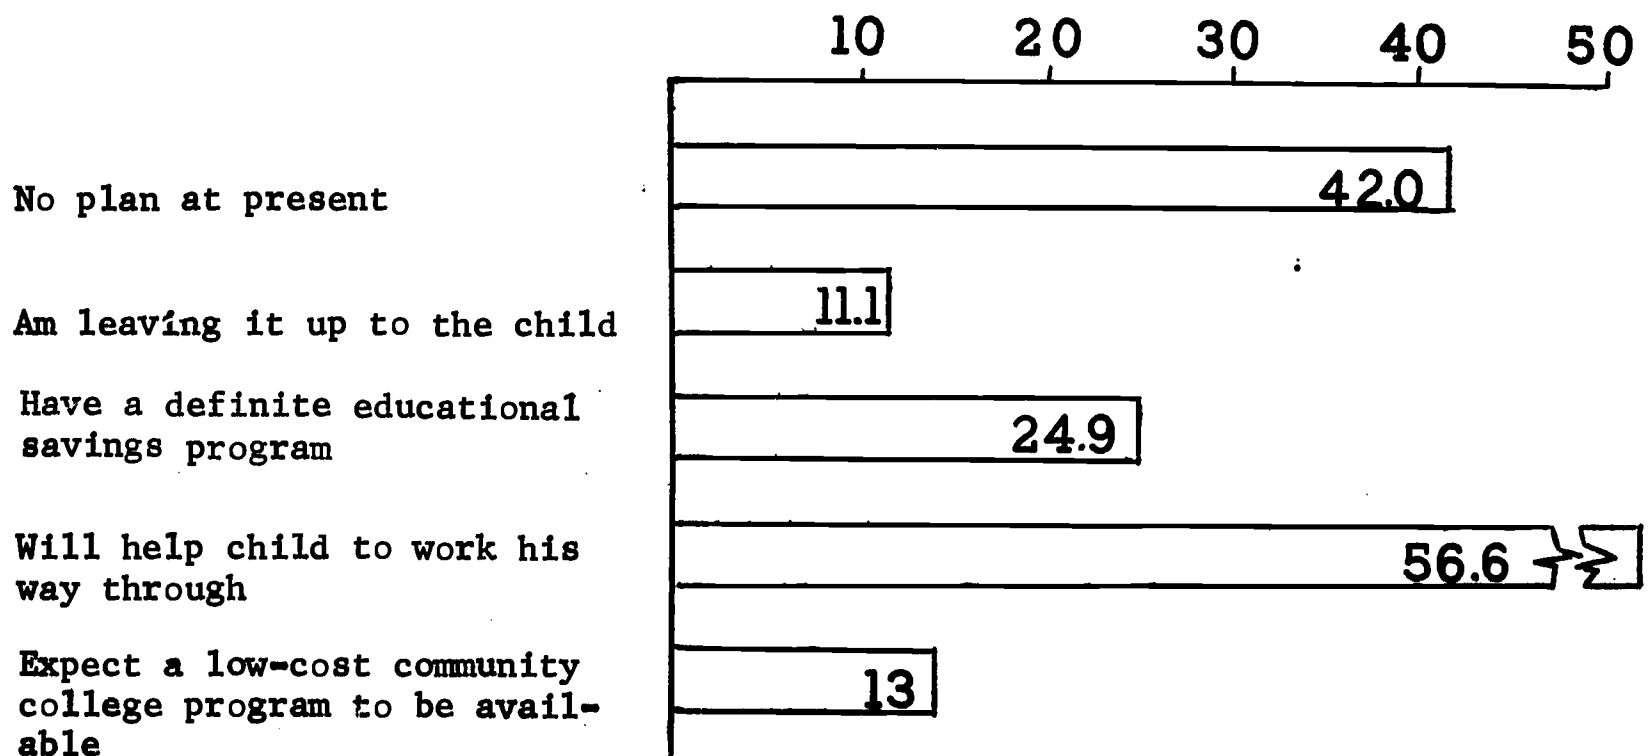 10 20 30 40 50
No plan at present 42.0
Am leaving it up to the child 11.1
Have a definite educational
savings program 24.9
Will help child to work his
way through 56.6
Expect a low-cost community
college program to be avail-
able 13